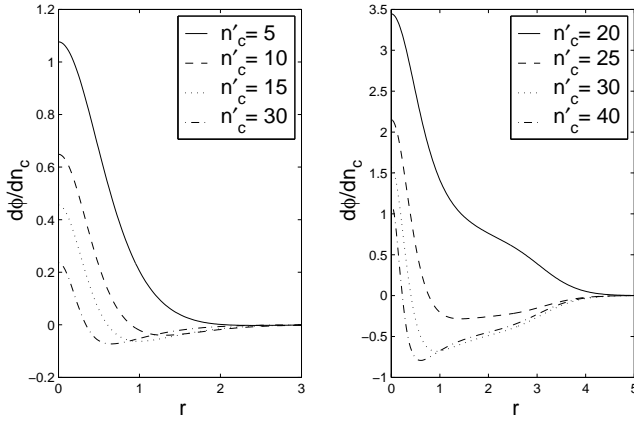 1.2
1
0.8
0.6
0.4
0.2
0
−0.2
dϕ/dn_c
0
1
2
3
r
n′_c= 5
n′_c= 10
n′_c= 15
n′_c= 30
3.5
3
2.5
2
1.5
1
0.5
0
−0.5
−1
dϕ/dn_c
0
1
2
3
4
5
r
n′_c= 20
n′_c= 25
n′_c= 30
n′_c= 40